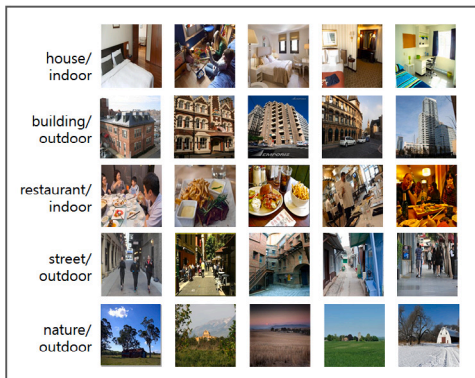 house/
indoor
building/
outdoor
restaurant/
indoor
street/
outdoor
nature/
outdoor